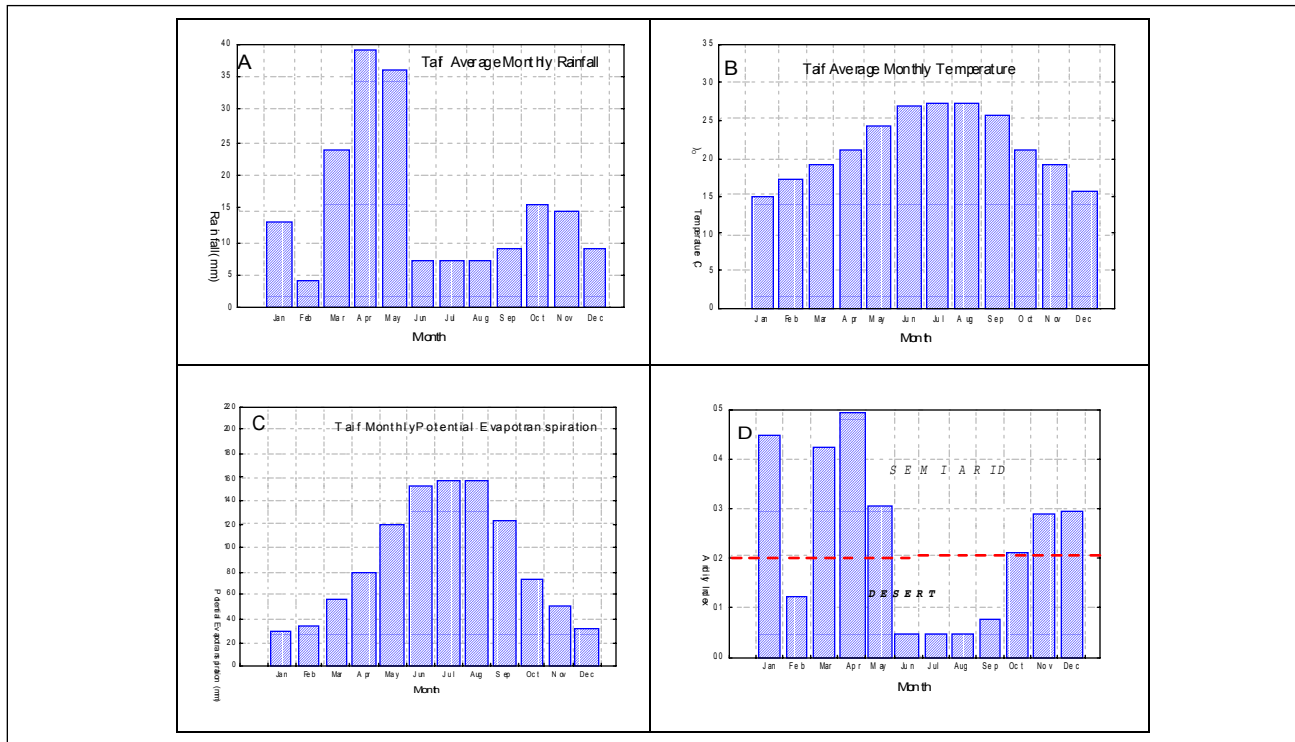 A
Taif Average Monthly Rainfall
40
35
30
25
20
15
10
5
0
Rainfall (mm)
Jan Feb Mar Apr May Jun Jul Aug Sep Oct Nov Dec
Month
B
Taif Average Monthly Temperature
35
30
25
20
15
10
5
0
Temperature C
Jan Feb Mar Apr May Jun Jul Aug Sep Oct Nov Dec
Month
C
Taif Monthly Potential Evapotranspiration
220
200
180
160
140
120
100
80
60
40
20
0
Potential Evapotranspiration (mm)
Jan Feb Mar Apr May Jun Jul Aug Sep Oct Nov Dec
Month
D
0.5
0.4
0.3
0.2
0.1
0.0
Aridity Index
SEMI ARID
DESERT
Jan Feb Mar Apr May Jun Jul Aug Sep Oct Nov Dec
Month